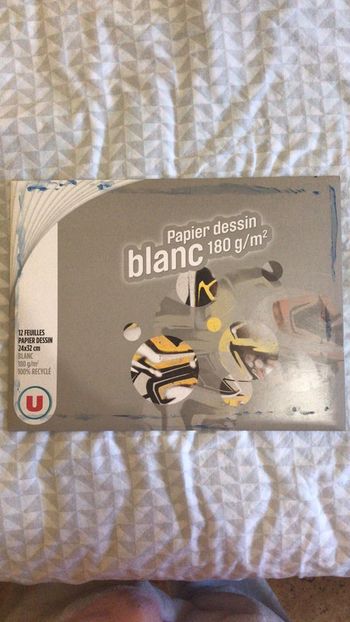 Papier dessin
blanc 180 g/m²
12 FEUILLES
PAPIER DESSIN
24x32 cm
BLANC
180 g/m²
100% RECYCLÉ
U